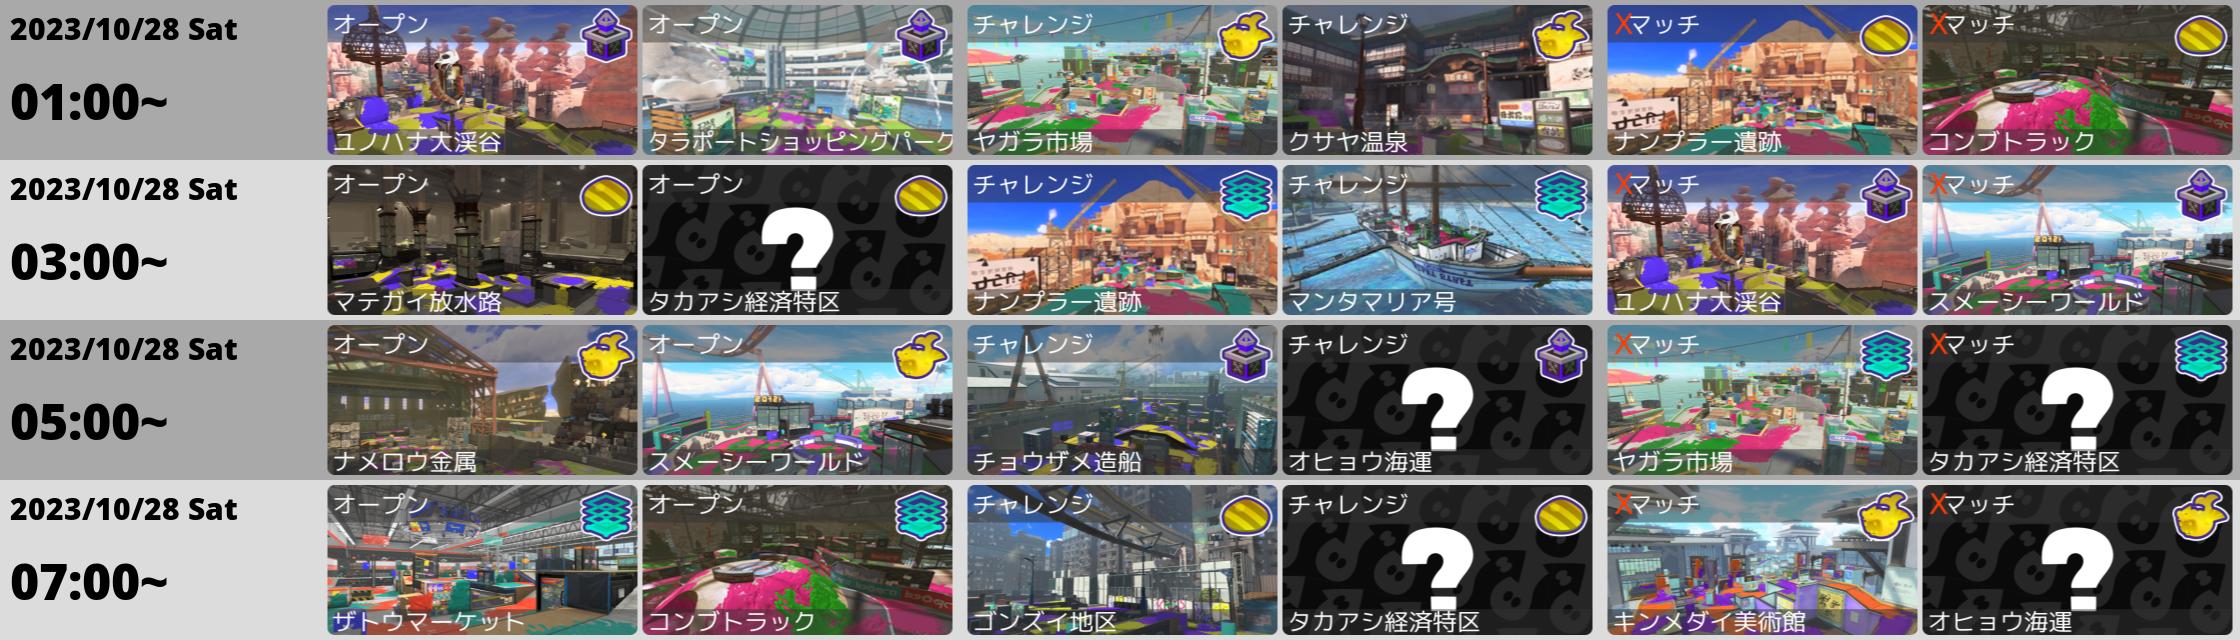 2023/10/28 Sat
01:00~
オープン
ユノハナ大渓谷
オープン
タラポートショッピングパーク
チャレンジ
ヤガラ市場
チャレンジ
クサヤ温泉
Xマッチ
ナンプラー遺跡
Xマッチ
コンブトラック
2023/10/28 Sat
03:00~
オープン
マテガイ放水路
オープン
?
タカアシ経済特区
チャレンジ
ナンプラー遺跡
チャレンジ
マンタマリア号
Xマッチ
ユノハナ大渓谷
Xマッチ
スメーシーワールド
2023/10/28 Sat
05:00~
オープン
ナメロウ金属
オープン
スメーシーワールド
チャレンジ
チョウザメ造船
チャレンジ
?
オヒョウ海運
Xマッチ
ヤガラ市場
Xマッチ
?
タカアシ経済特区
2023/10/28 Sat
07:00~
オープン
ザトウマーケット
オープン
コンブトラック
チャレンジ
ゴンズイ地区
チャレンジ
?
タカアシ経済特区
Xマッチ
キンメダイ美術館
Xマッチ
?
オヒョウ海運